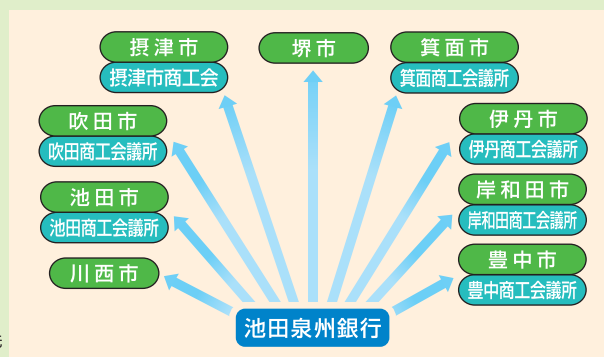 摂津市
摂津市商工会
堺市
箕面市
箕面商工会議所
吹田市
吹田商工会議所
伊丹市
伊丹商工会議所
池田市
池田商工会議所
岸和田市
岸和田商工会議所
川西市
豊中市
豊中商工会議所
池田泉州銀行